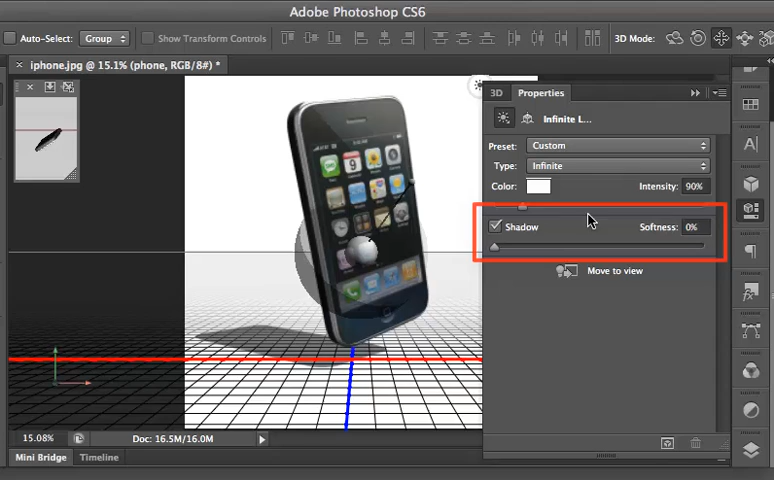 Adobe Photoshop CS6
Auto-Select: Group Show Transform Controls 3D Mode:
× iphone.jpg @ 15.1% (phone, RGB/8#) *
3D Properties
Infinite L...
Preset: Custom
Type: Infinite
Color: Intensity: 90%
Shadow Softness: 0%
Move to view
9
15.08% Doc: 16.5M/16.0M
Mini Bridge Timeline